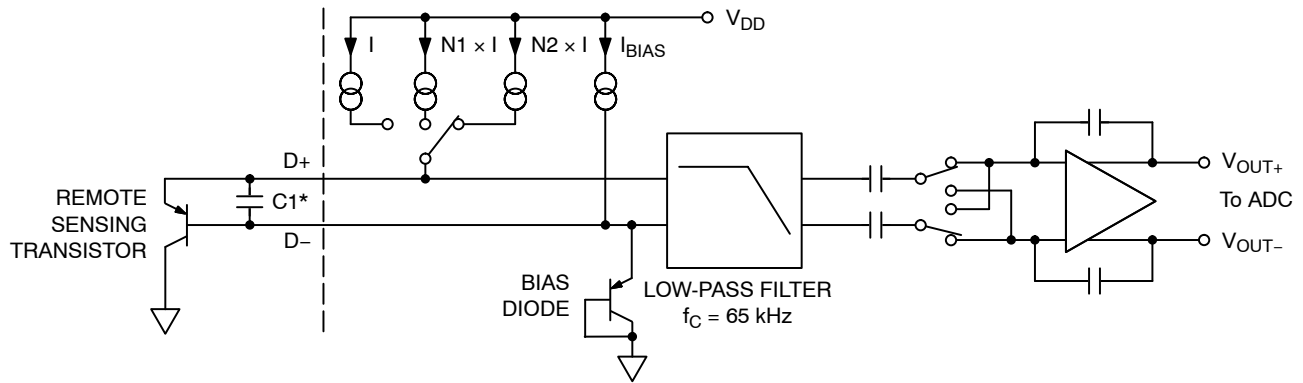 V_DD
I
N1 × I
N2 × I
I_BIAS
D+
C1*
REMOTE
SENSING
TRANSISTOR
D−
V_OUT+
To ADC
V_OUT−
BIAS
DIODE
LOW-PASS FILTER
f_C = 65 kHz